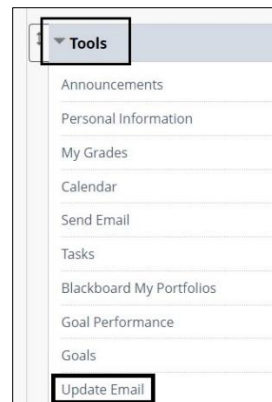 Tools
Announcements
Personal Information
My Grades
Calendar
Send Email
Tasks
Blackboard My Portfolios
Goal Performance
Goals
Update Email